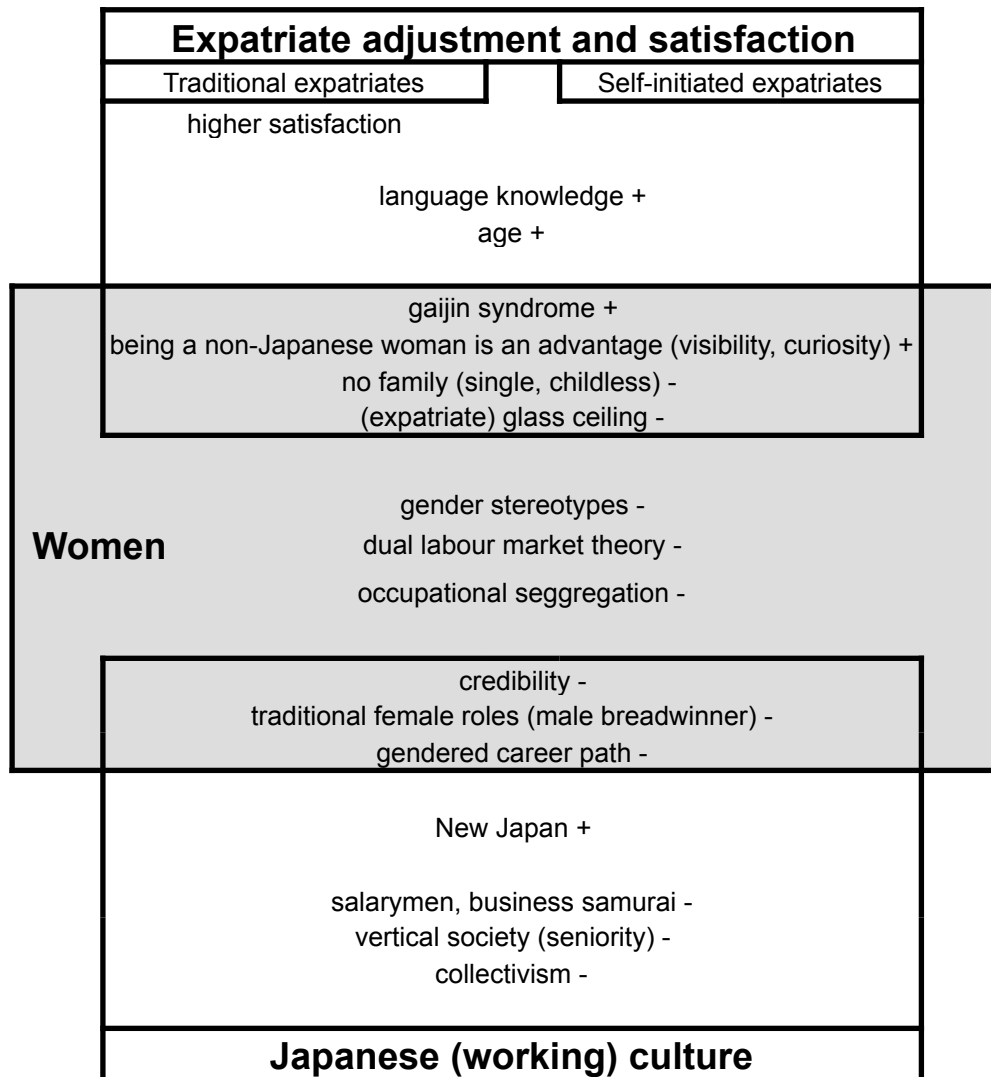 Expatriate adjustment and satisfaction
Traditional expatriates
Self-initiated expatriates
higher satisfaction
language knowledge +
age +
gaijin syndrome +
being a non-Japanese woman is an advantage (visibility, curiosity) +
no family (single, childless) -
(expatriate) glass ceiling -
gender stereotypes -
Women
dual labour market theory -
occupational seggregation -
credibility -
traditional female roles (male breadwinner) -
gendered career path -
New Japan +
salarymen, business samurai -
vertical society (seniority) -
collectivism -
Japanese (working) culture